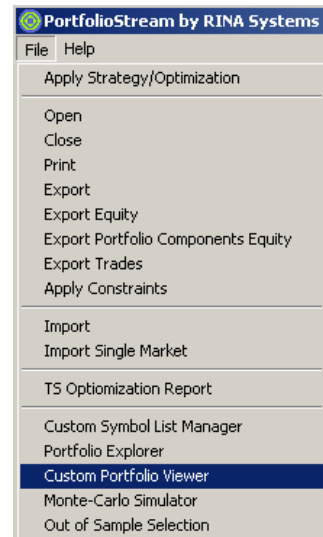 PortfolioStream by RINA Systems
File Help
Apply Strategy/Optimization
Open
Close
Print
Export
Export Equity
Export Portfolio Components Equity
Export Trades
Apply Constraints
Import
Import Single Market
TS Optiomization Report
Custom Symbol List Manager
Portfolio Explorer
Custom Portfolio Viewer
Monte-Carlo Simulator
Out of Sample Selection